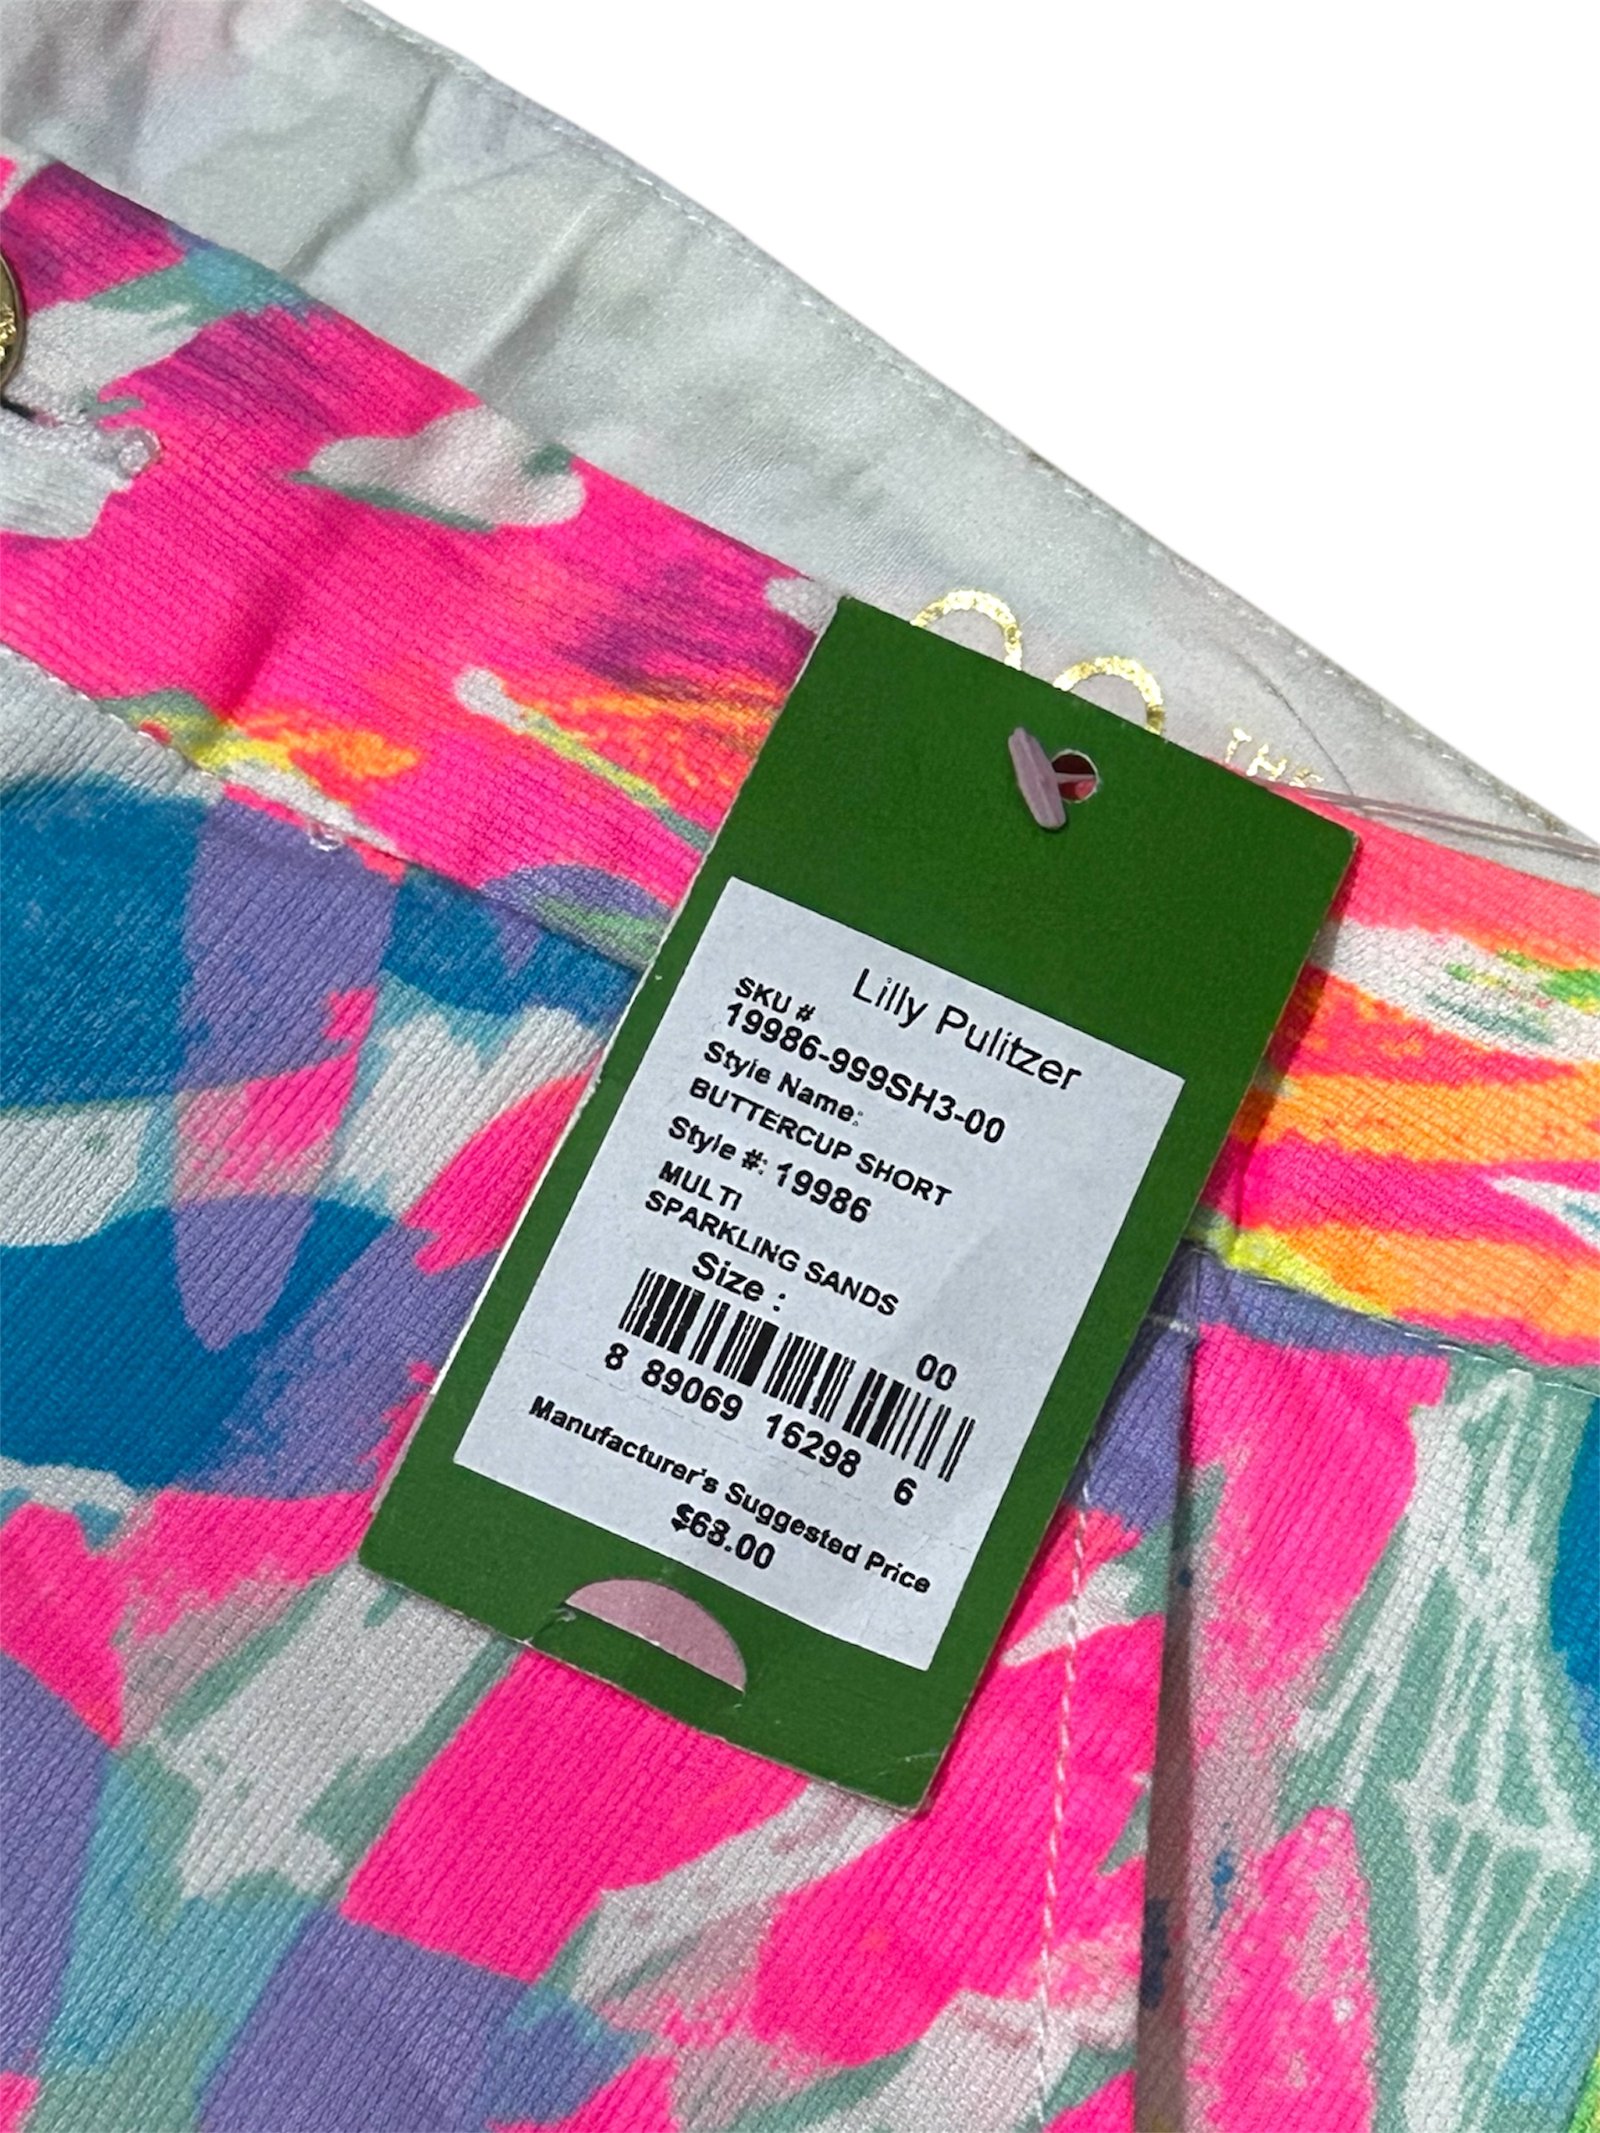 THE
Lilly Pulitzer
SKU #
19986-999SH3-00
Style Name:
BUTTERCUP SHORT
Style #: 19986
MULTI
SPARKLING SANDS
Size :
00
8 89069 16298 6
Manufacturer's Suggested Price
$68.00